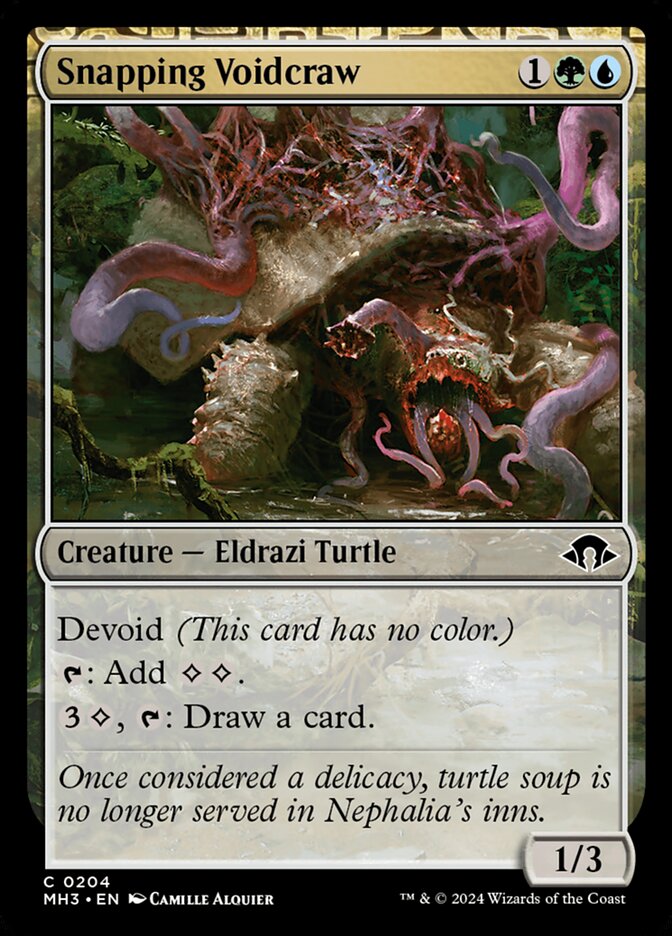 Snapping Voidcraw 1
Creature — Eldrazi Turtle
Devoid (This card has no color.)
: Add .
3 , : Draw a card.
Once considered a delicacy, turtle soup is
no longer served in Nephalia's inns.
1/3
C 0204
MH3 • EN Camille Alquier
™ & © 2024 Wizards of the Coast